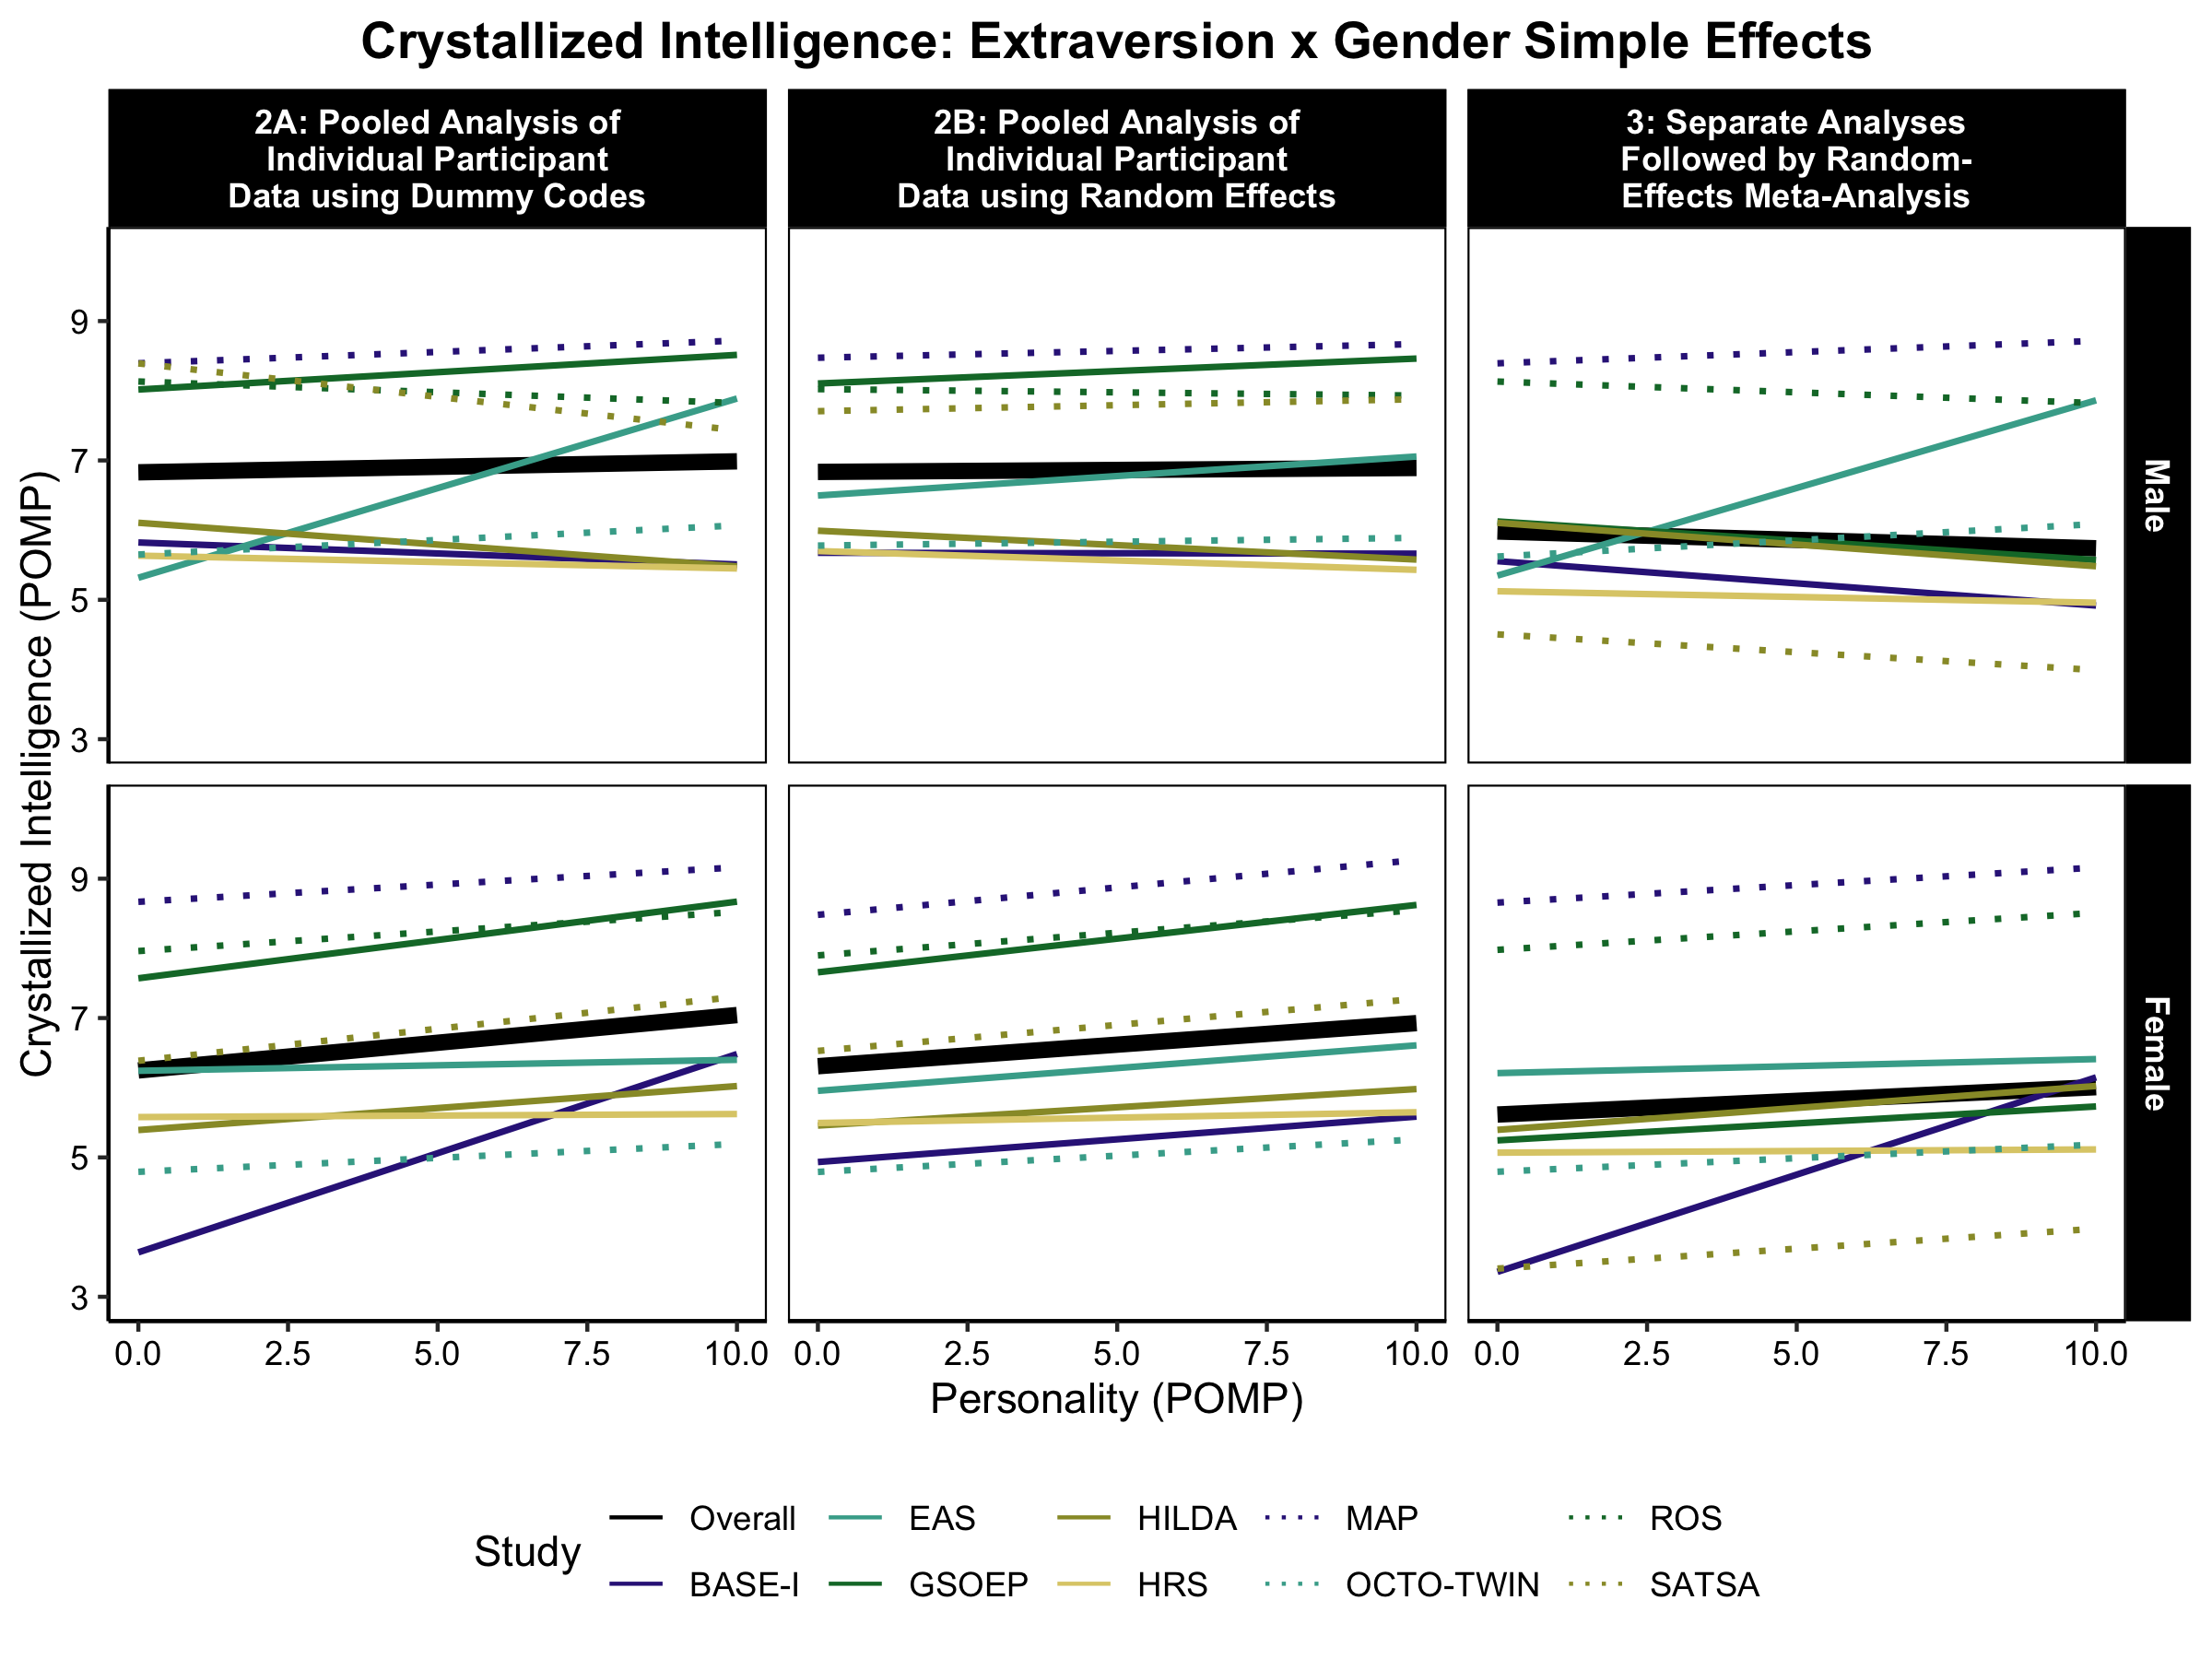 Crystallized Intelligence: Extraversion x Gender Simple Effects
2A: Pooled Analysis of
Individual Participant
Data using Dummy Codes
2B: Pooled Analysis of
Individual Participant
Data using Random Effects
3: Separate Analyses
Followed by Random-
Effects Meta-Analysis
Crystallized Intelligence (POMP)
9
7
5
3
Male
9
7
5
3
Female
0.0 2.5 5.0 7.5 10.0
0.0 2.5 5.0 7.5 10.0
0.0 2.5 5.0 7.5 10.0
Personality (POMP)
Study
Overall EAS HILDA MAP ROS
BASE-I GSOEP HRS OCTO-TWIN SATSA